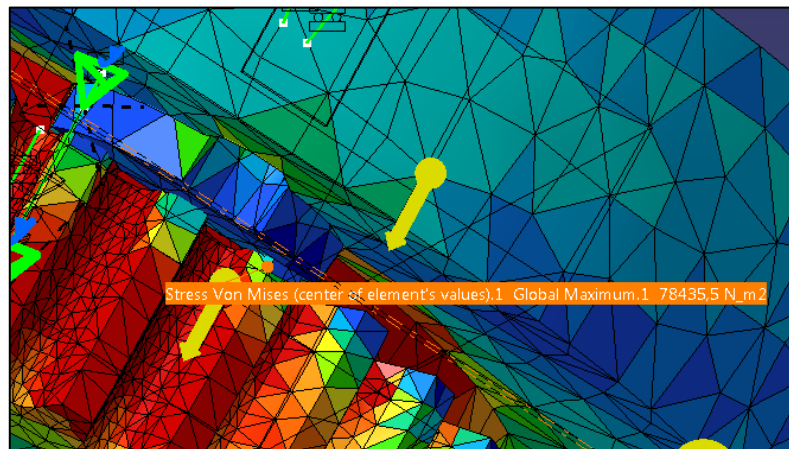 Stress Von Mises (center of element's values).1 Global Maximum.1 78435,5 N_m2